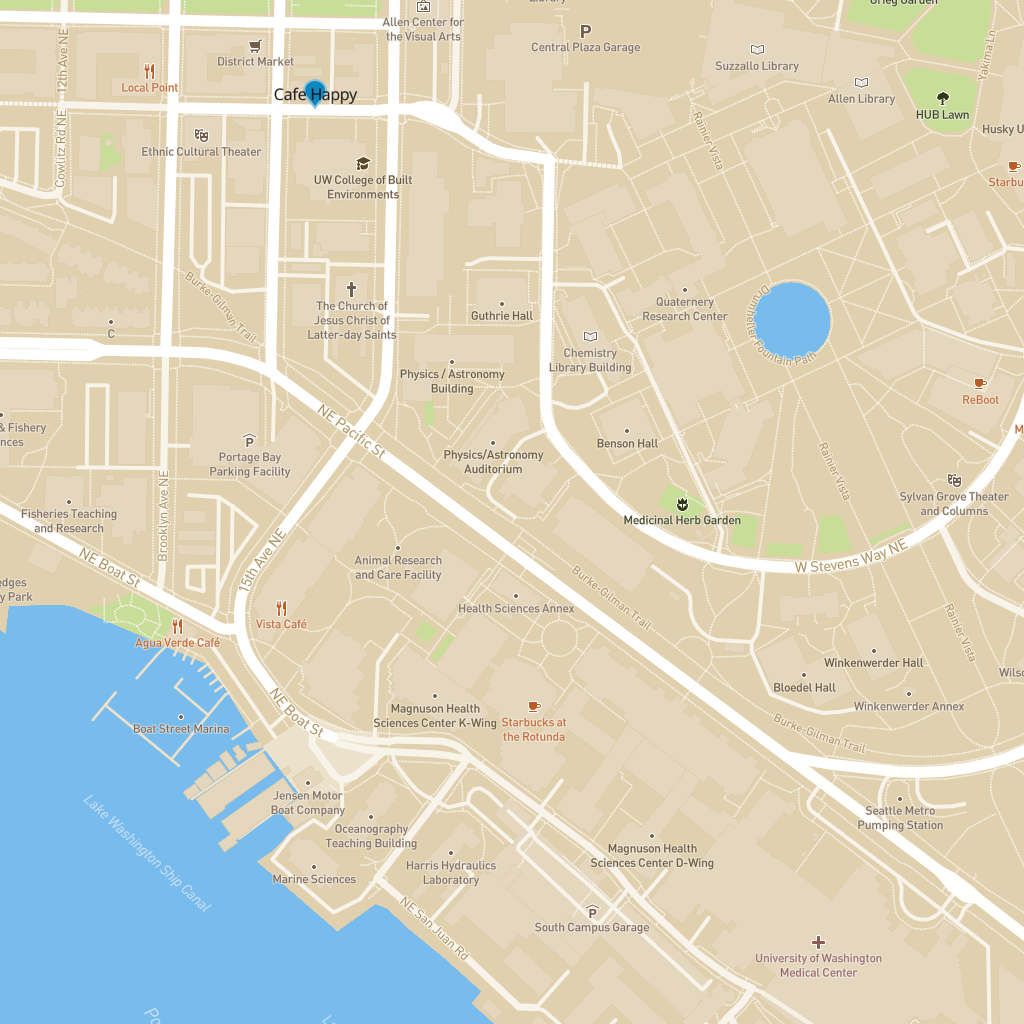 Library
Grieg Garden
Allen Center for
the Visual Arts
P
Central Plaza Garage
12th Ave NE
Yakima Ln
District Market
Suzzallo Library
Local Point
Cafe Happy
Allen Library
HUB Lawn
Husky U
Rainier Vista
Cowlitz Rd NE
Ethnic Cultural Theater
UW College of Built
Environments
Starbu
Burke-Gilman Trail
The Church of
Jesus Christ of
Latter-day Saints
Guthrie Hall
Quaternery
Research Center
Drumheller Fountain Path
C
Chemistry
Library Building
Physics / Astronomy
Building
ReBoot
NE Pacific St
& Fishery
nces
P
Portage Bay
Parking Facility
Physics/Astronomy
Auditorium
Benson Hall
M
Rainier Vista
Sylvan Grove Theater
and Columns
Fisheries Teaching
and Research
Brooklyn Ave NE
Medicinal Herb Garden
NE Boat St
15th Ave NE
Animal Research
and Care Facility
W Stevens Way NE
edges
y Park
Burke-Gilman Trail
Health Sciences Annex
Vista Café
Agua Verde Café
Rainier Vista
Winkenwerder Hall
Wilso
Bloedel Hall
Winkenwerder Annex
NE Boat St
Magnuson Health
Sciences Center K-Wing
Boat Street Marina
Starbucks at
the Rotunda
Burke-Gilman Trail
Jensen Motor
Boat Company
Lake Washington Ship Canal
Oceanography
Teaching Building
Seattle Metro
Pumping Station
Magnuson Health
Sciences Center D-Wing
Harris Hydraulics
Laboratory
Marine Sciences
NE San Juan Rd
P
South Campus Garage
University of Washington
Medical Center
Po
La